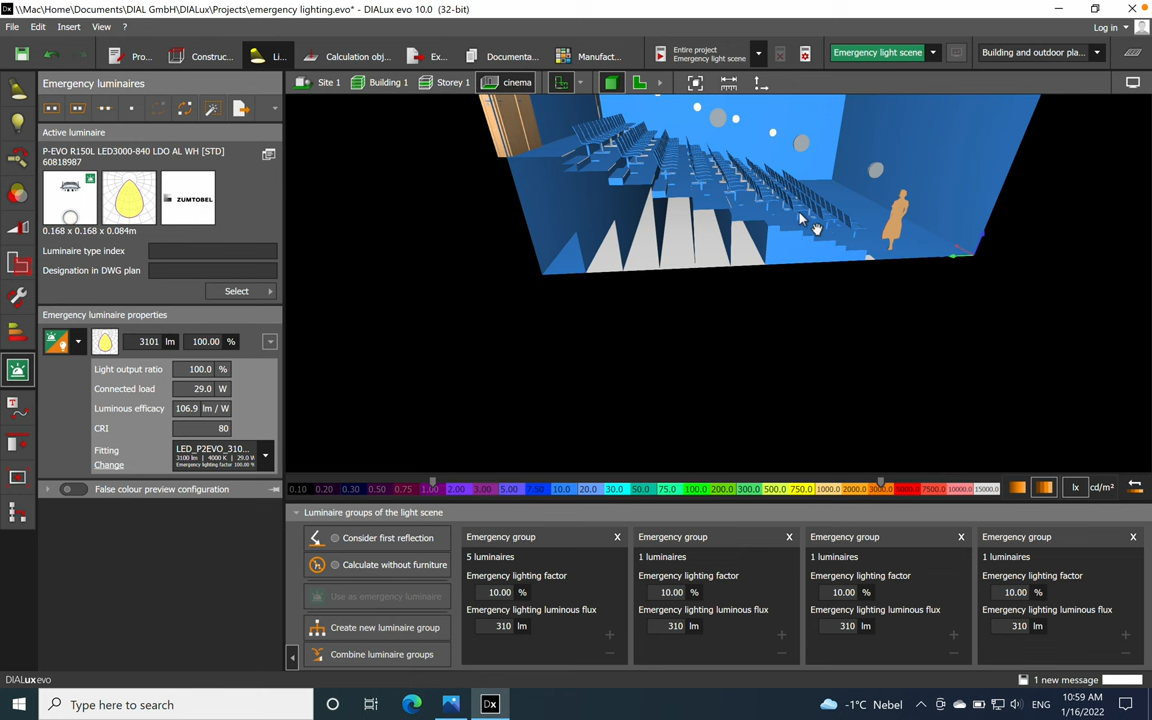 \\Mac\Home\Documents\DIAL GmbH\DIALux\Projects\emergency lighting.evo* - DIALux evo 10.0 (32-bit)
File Edit Insert View ?
Log in
Pro...
Construc...
Li...
Calculation obj...
Ex...
Documenta...
Manufact...
Entire project
Emergency light scene
Emergency light scene
Building and outdoor pla...
Emergency luminaires
Site 1
Building 1
Storey 1
cinema
Active luminaire
P-EVO R150L LED3000-840 LDO AL WH [STD]
60818987
ZUMTOBEL
0.168 x 0.168 x 0.084m
Luminaire type index
Designation in DWG plan
Select
Emergency luminaire properties
3101 lm 100.00 %
Light output ratio 100.0 %
Connected load 29.0 W
Luminous efficacy 106.9 lm / W
CRI 80
Fitting LED_P2EVO_310...
3100 lm | 4000 K | 29.0 W
Change Emergency lighting factor 100.00 %
False colour preview configuration
0.10 0.20 0.30 0.50 0.75 1.00 2.00 3.00 5.00 7.50 10.0 20.0 30.0 50.0 75.0 100.0 200.0 300.0 500.0 750.0 1000.0 2000.0 3000.0 5000.0 7500.0 10000.0 15000.0
lx cd/m²
Luminaire groups of the light scene
Consider first reflection
Calculate without furniture
Use as emergency luminaire
Create new luminaire group
Combine luminaire groups
Emergency group X
5 luminaires
Emergency lighting factor
10.00 %
Emergency lighting luminous flux
310 lm
Emergency group X
1 luminaires
Emergency lighting factor
10.00 %
Emergency lighting luminous flux
310 lm
Emergency group X
1 luminaires
Emergency lighting factor
10.00 %
Emergency lighting luminous flux
310 lm
Emergency group X
1 luminaires
Emergency lighting factor
10.00 %
Emergency lighting luminous flux
310 lm
DIALux evo
1 new message
Type here to search
Dx
-1°C Nebel
ENG
10:59 AM
1/16/2022